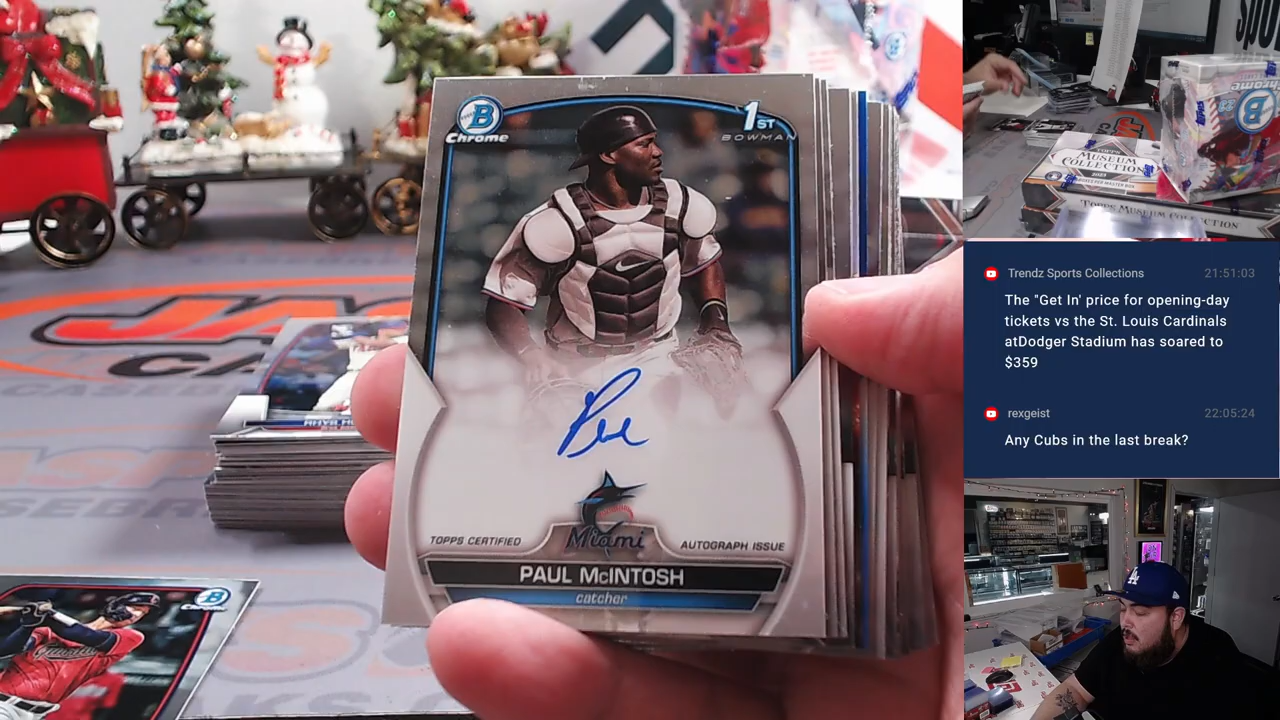 Chrome
1ST
BOWMAN
TOPPS CERTIFIED
AUTOGRAPH ISSUE
Miami
PAUL McINTOSH
catcher
Chrome
MUSEUM
COLLECTION
2023
TOPPS MUSEUM COLLECTION
Trendz Sports Collections
21:51:03
The "Get In' price for opening-day
tickets vs the St. Louis Cardinals
atDodger Stadium has soared to
$359
rexgeist
22:05:24
Any Cubs in the last break?